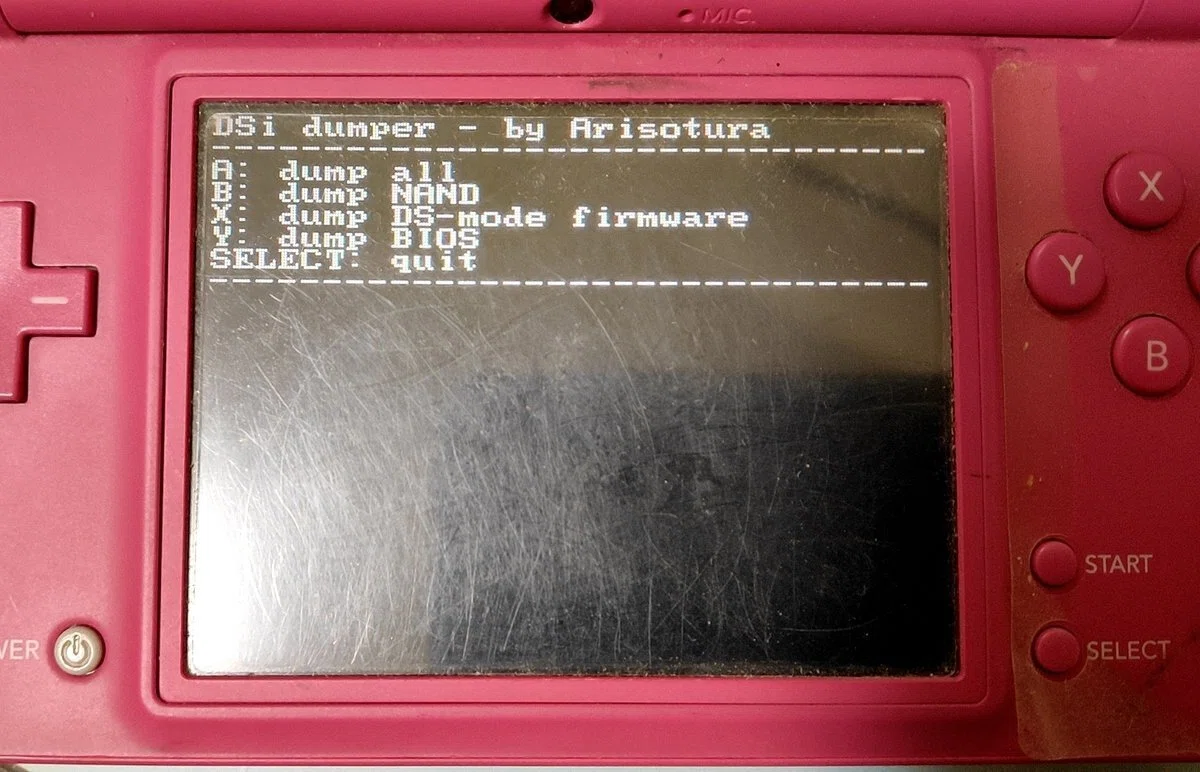 MIC.
DSi dumper - by Arisotura
--------------------------------
A: dump all
B: dump NAND
X: dump DS-mode firmware
Y: dump BIOS
SELECT: quit
--------------------------------
X
Y
B
START
SELECT